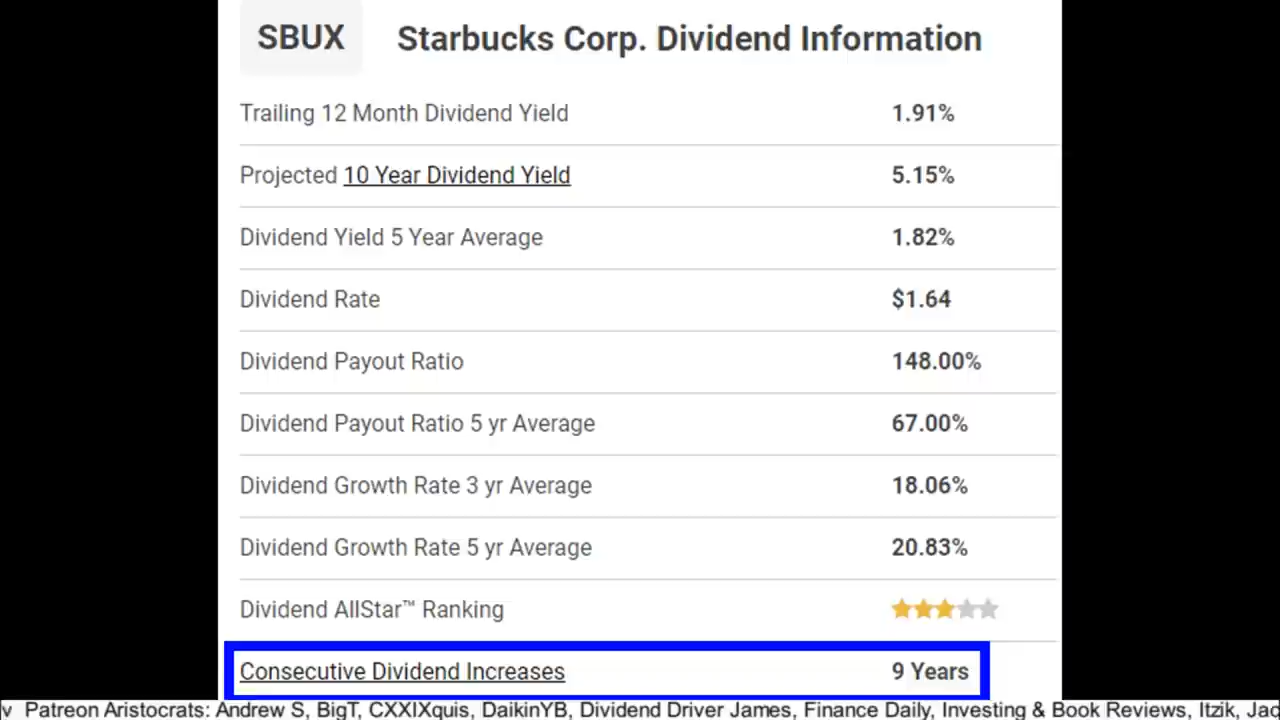 SBUX Starbucks Corp. Dividend Information
Trailing 12 Month Dividend Yield 1.91%
Projected 10 Year Dividend Yield 5.15%
Dividend Yield 5 Year Average 1.82%
Dividend Rate $1.64
Dividend Payout Ratio 148.00%
Dividend Payout Ratio 5 yr Average 67.00%
Dividend Growth Rate 3 yr Average 18.06%
Dividend Growth Rate 5 yr Average 20.83%
Dividend AllStar™ Ranking
Consecutive Dividend Increases 9 Years
v Patreon Aristocrats: Andrew S, BigT, CXXIXquis, DaikinYB, Dividend Driver James, Finance Daily, Investing & Book Reviews, Itzik, Jac